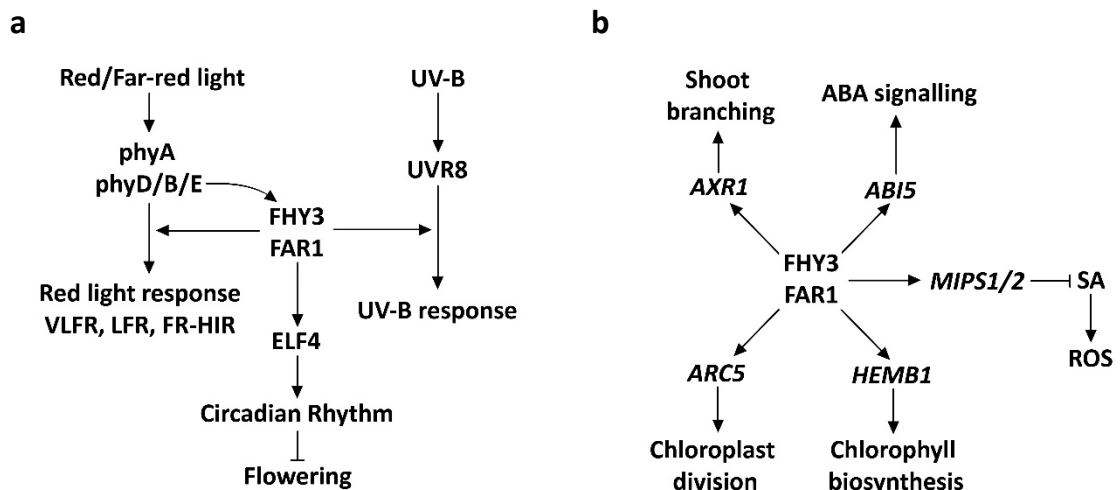 a
Red/Far-red light
phyA
phyD/B/E
Red light response
VLFR, LFR, FR-HIR
FHY3
FAR1
ELF4
Circadian Rhythm
Flowering
UV-B
UVR8
UV-B response
b
Shoot
branching
AXR1
ABA signalling
ABI5
FHY3
FAR1
MIPS1/2
SA
ROS
ARC5
Chloroplast
division
HEMB1
Chlorophyll
biosynthesis